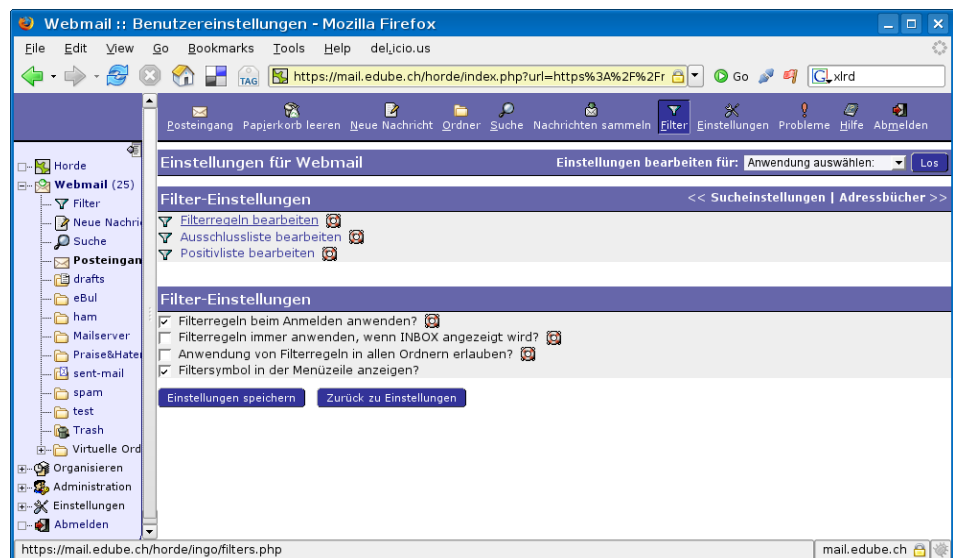 Webmail :: Benutzereinstellungen - Mozilla Firefox
File Edit View Go Bookmarks Tools Help del.icio.us
TAG https://mail.edube.ch/horde/index.php?url=https%3A%2F%2Fr Go G xlrd
Posteingang Papierkorb leeren Neue Nachricht Ordner Suche Nachrichten sammeln Filter Einstellungen Probleme Hilfe Abmelden
Horde
Webmail (25)
Filter
Neue Nachri
Suche
Posteingan
drafts
eBul
ham
Mailserver
Praise&Hate
sent-mail
spam
test
Trash
Virtuelle Ord
Organisieren
Administration
Einstellungen
Abmelden
Einstellungen für Webmail Einstellungen bearbeiten für: Anwendung auswählen: Los
Filter-Einstellungen << Sucheinstellungen | Adressbücher >>
Filterregeln bearbeiten
Ausschlussliste bearbeiten
Positivliste bearbeiten
Filter-Einstellungen
Filterregeln beim Anmelden anwenden?
Filterregeln immer anwenden, wenn INBOX angezeigt wird?
Anwendung von Filterregeln in allen Ordnern erlauben?
Filtersymbol in der Menüzeile anzeigen?
Einstellungen speichern Zurück zu Einstellungen
https://mail.edube.ch/horde/ingo/filters.php mail.edube.ch